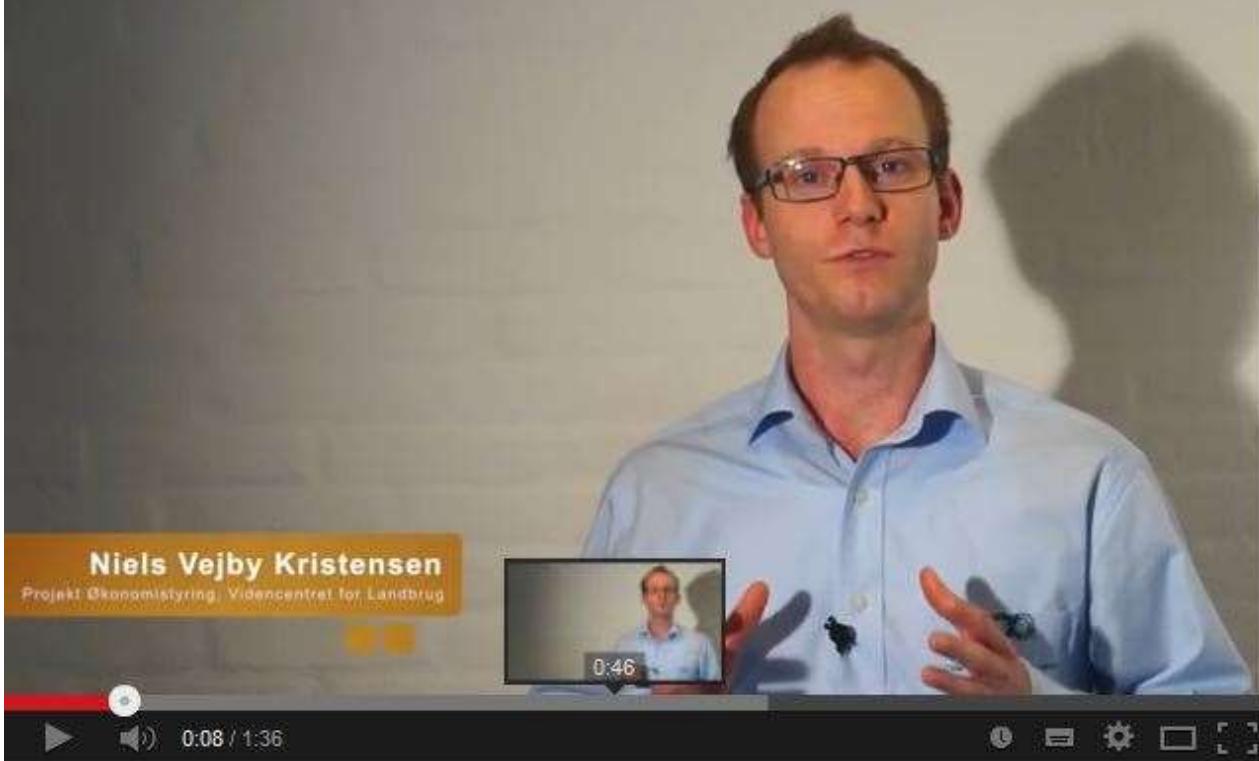 Niels Vejby Kristensen
Projekt Økonomistyring, Videncentret for Landbrug
0:46
0:08 / 1:36